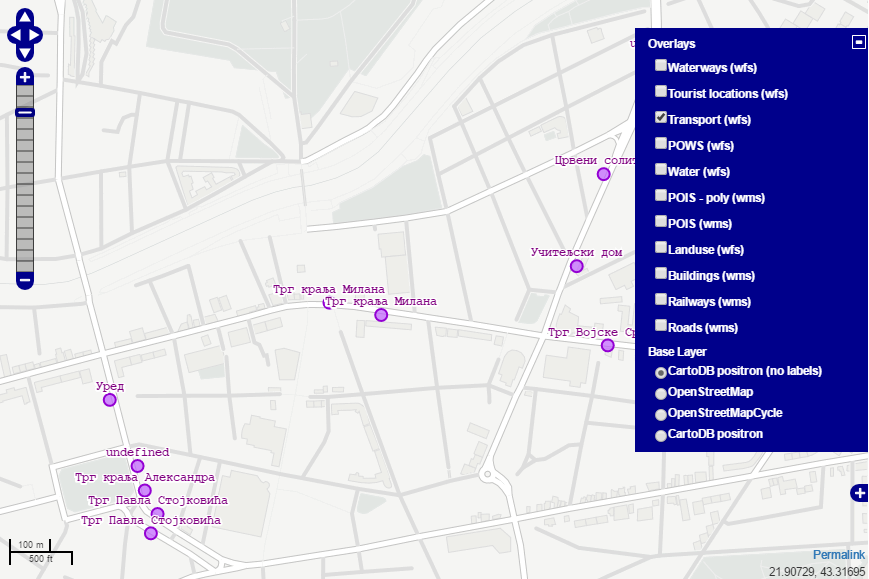 Overlays
Waterways (wfs)
Tourist locations (wfs)
Transport (wfs)
POWS (wfs)
Water (wfs)
POIS - poly (wms)
POIS (wms)
Landuse (wfs)
Buildings (wms)
Railways (wms)
Roads (wms)
Base Layer
CartoDB positron (no labels)
OpenStreetMap
OpenStreetMapCycle
CartoDB positron
Црвени солит
Учитељски дом
Трг краља Милана
Трг краља Милана
Трг Војске Ср
Уред
undefined
Трг краља Александра
Трг Павла Стојковића
Трг Павла Стојковића
100 m
500 ft
Permalink
21.90729, 43.31695